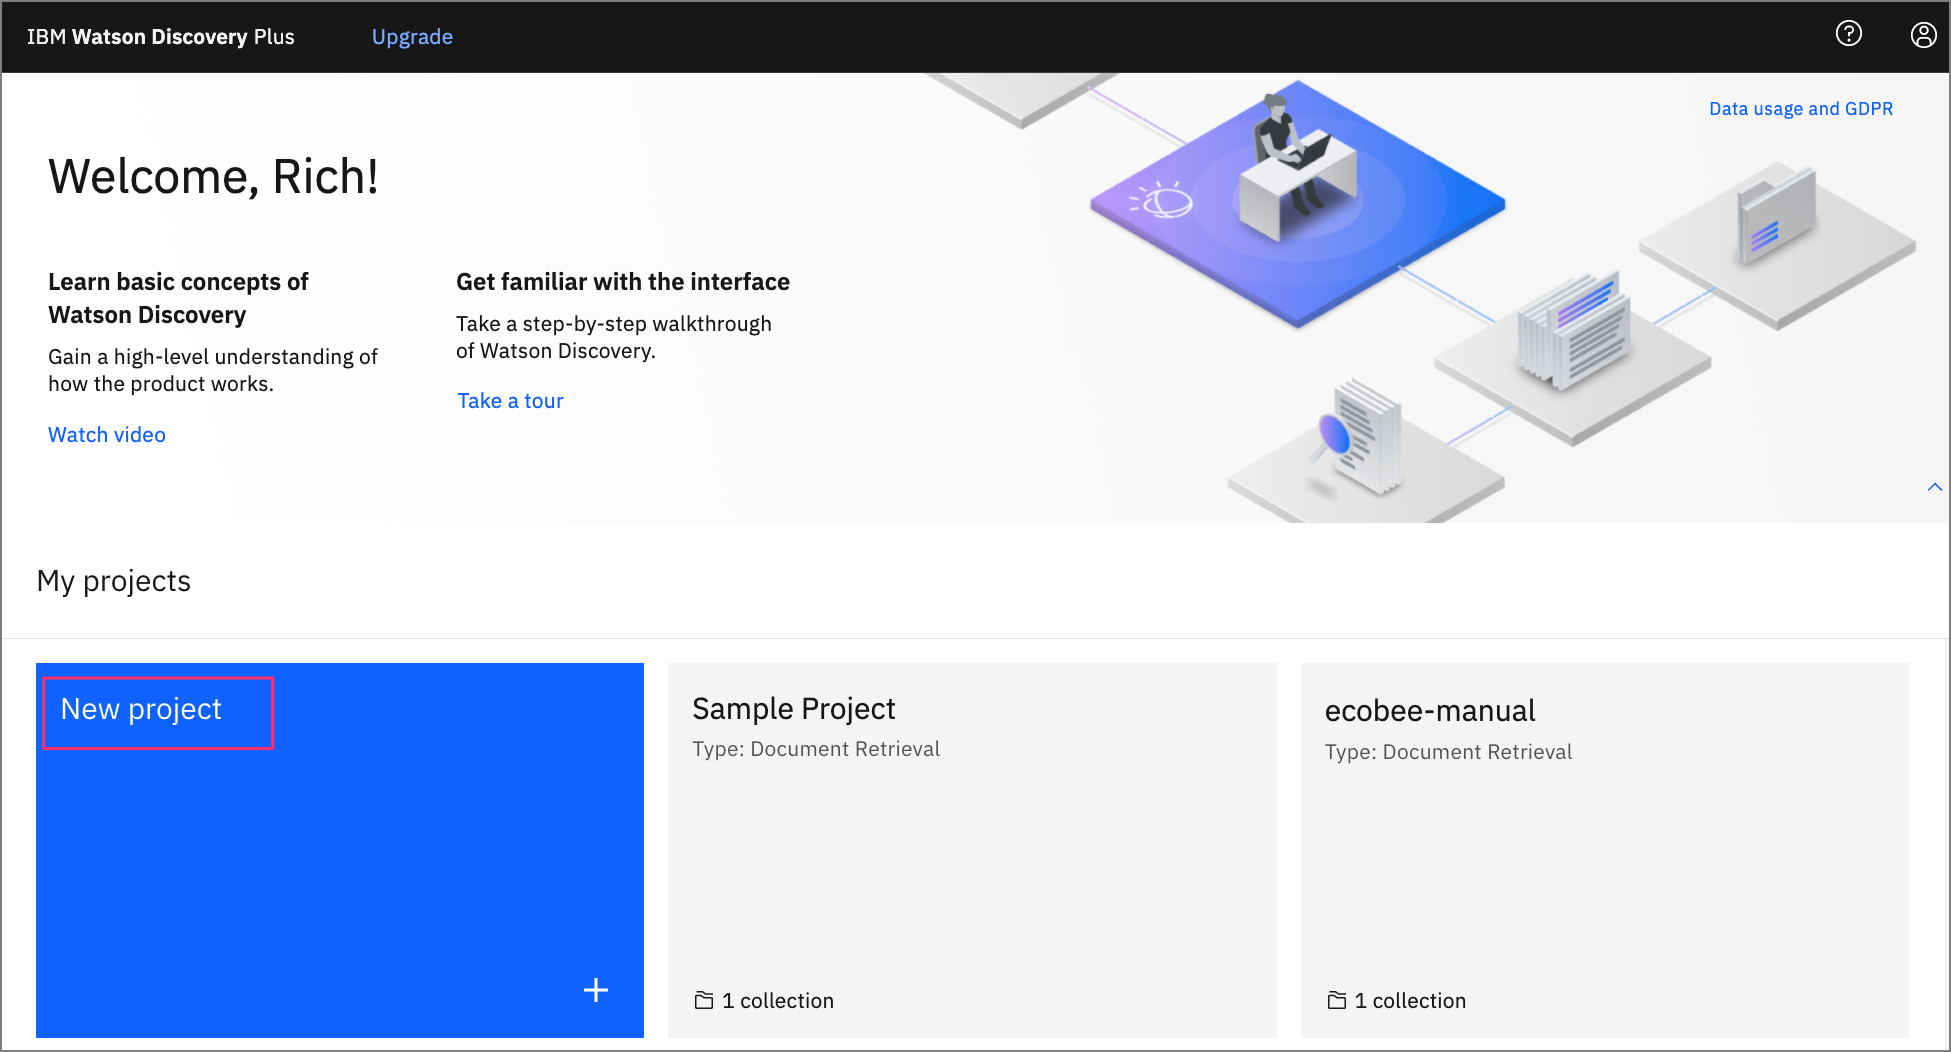 IBM Watson Discovery Plus
Upgrade
Data usage and GDPR
Welcome, Rich!
Learn basic concepts of
Watson Discovery
Gain a high-level understanding of
how the product works.
Watch video
Get familiar with the interface
Take a step-by-step walkthrough
of Watson Discovery.
Take a tour
My projects
New project
Sample Project
Type: Document Retrieval
1 collection
ecobee-manual
Type: Document Retrieval
1 collection